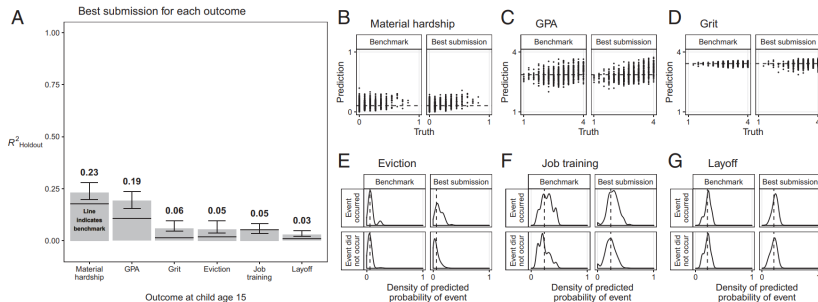 A
Best submission for each outcome
1.00
0.75
0.50
0.25
0.00
R²Holdout
0.23
0.19
0.06
0.05
0.05
0.03
Line
indicates
benchmark
Material
hardship
GPA
Grit
Eviction
Job
training
Layoff
Outcome at child age 15
B
Material hardship
Benchmark
Best submission
Prediction
1
0
0
1
0
1
Truth
C
GPA
Benchmark
Best submission
Prediction
4
1
1
4
1
4
Truth
D
Grit
Benchmark
Best submission
Prediction
4
1
1
4
1
4
Truth
E
Eviction
Benchmark
Best submission
Event
occurred
Event did
not occur
0
1
0
1
Density of predicted
probability of event
F
Job training
Benchmark
Best submission
Event
occurred
Event did
not occur
0
1
0
1
Density of predicted
probability of event
G
Layoff
Benchmark
Best submission
Event
occurred
Event did
not occur
0
1
0
1
Density of predicted
probability of event